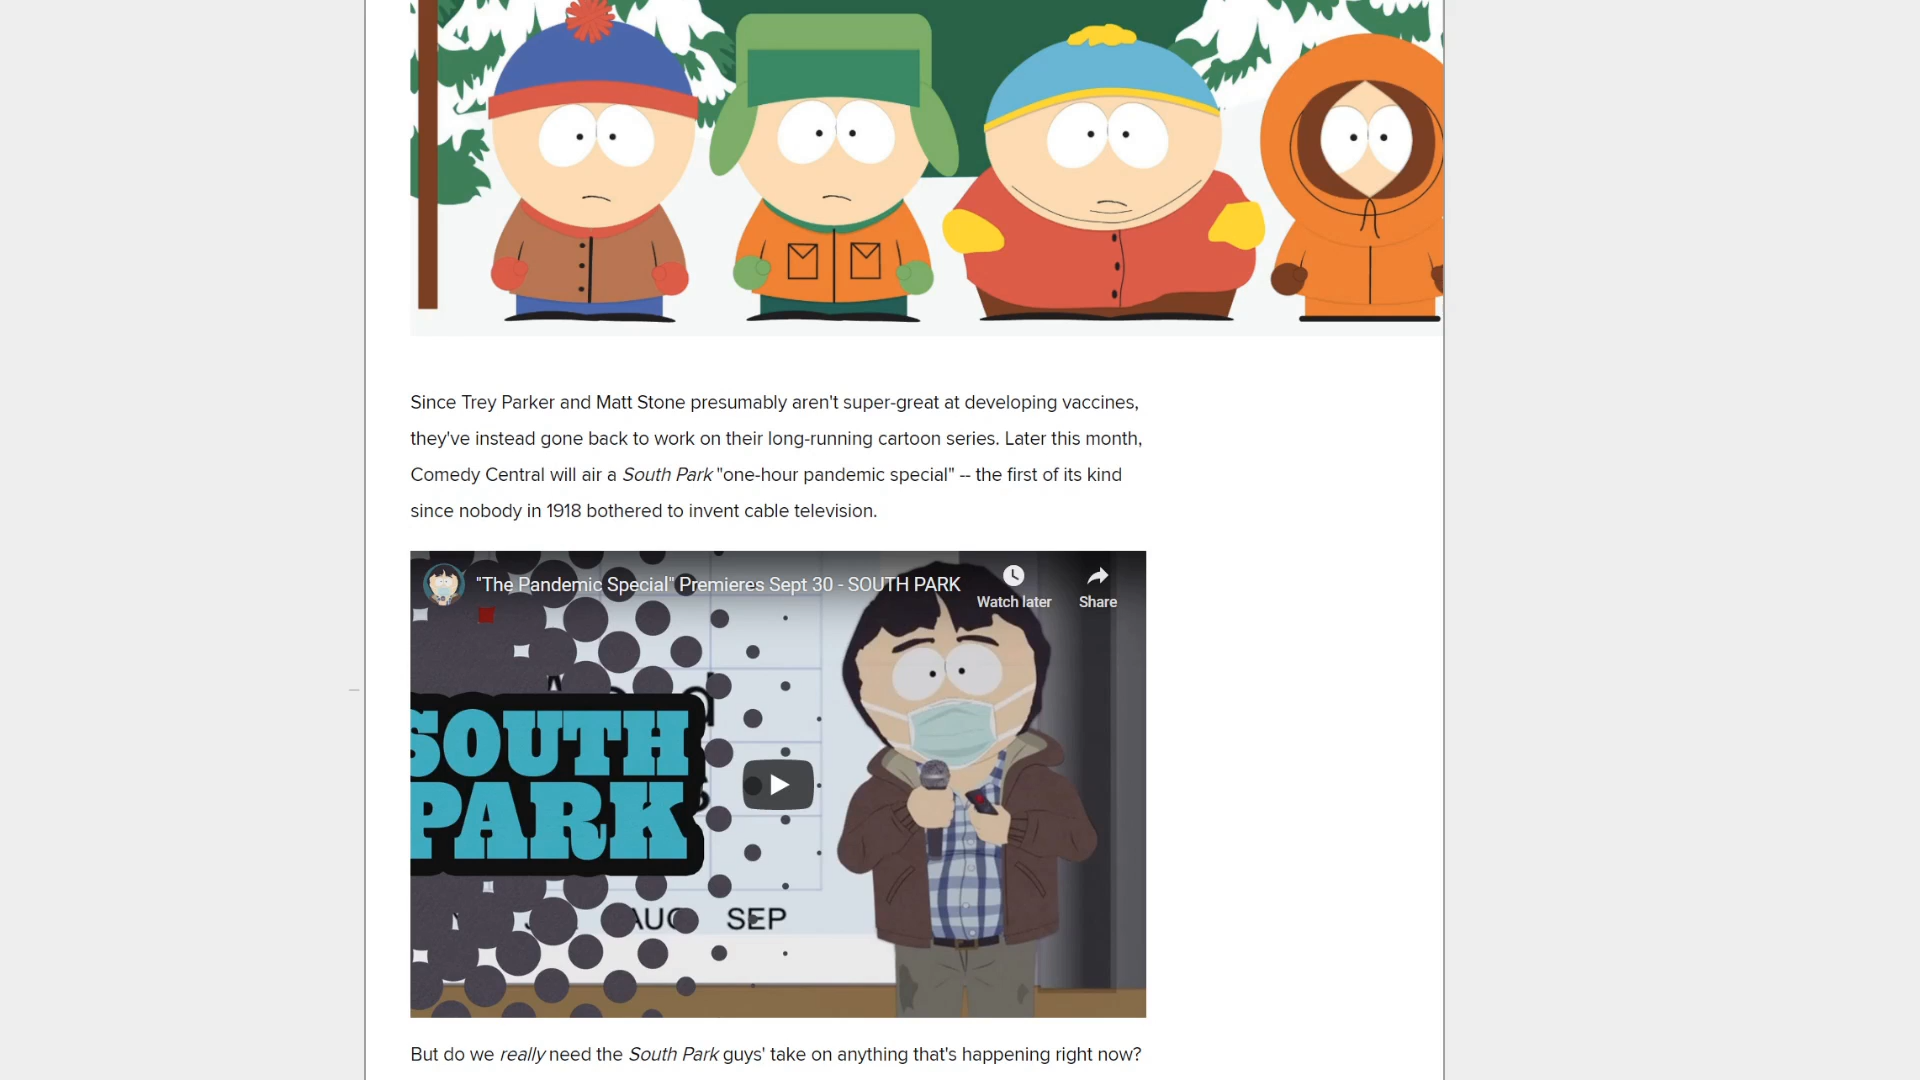 Since Trey Parker and Matt Stone presumably aren't super-great at developing vaccines,
they've instead gone back to work on their long-running cartoon series. Later this month,
Comedy Central will air a South Park "one-hour pandemic special" -- the first of its kind
since nobody in 1918 bothered to invent cable television.
"The Pandemic Special" Premieres Sept 30 - SOUTH PARK
Watch later
Share
SOUTH
PARK
AUG SEP
But do we really need the South Park guys' take on anything that's happening right now?